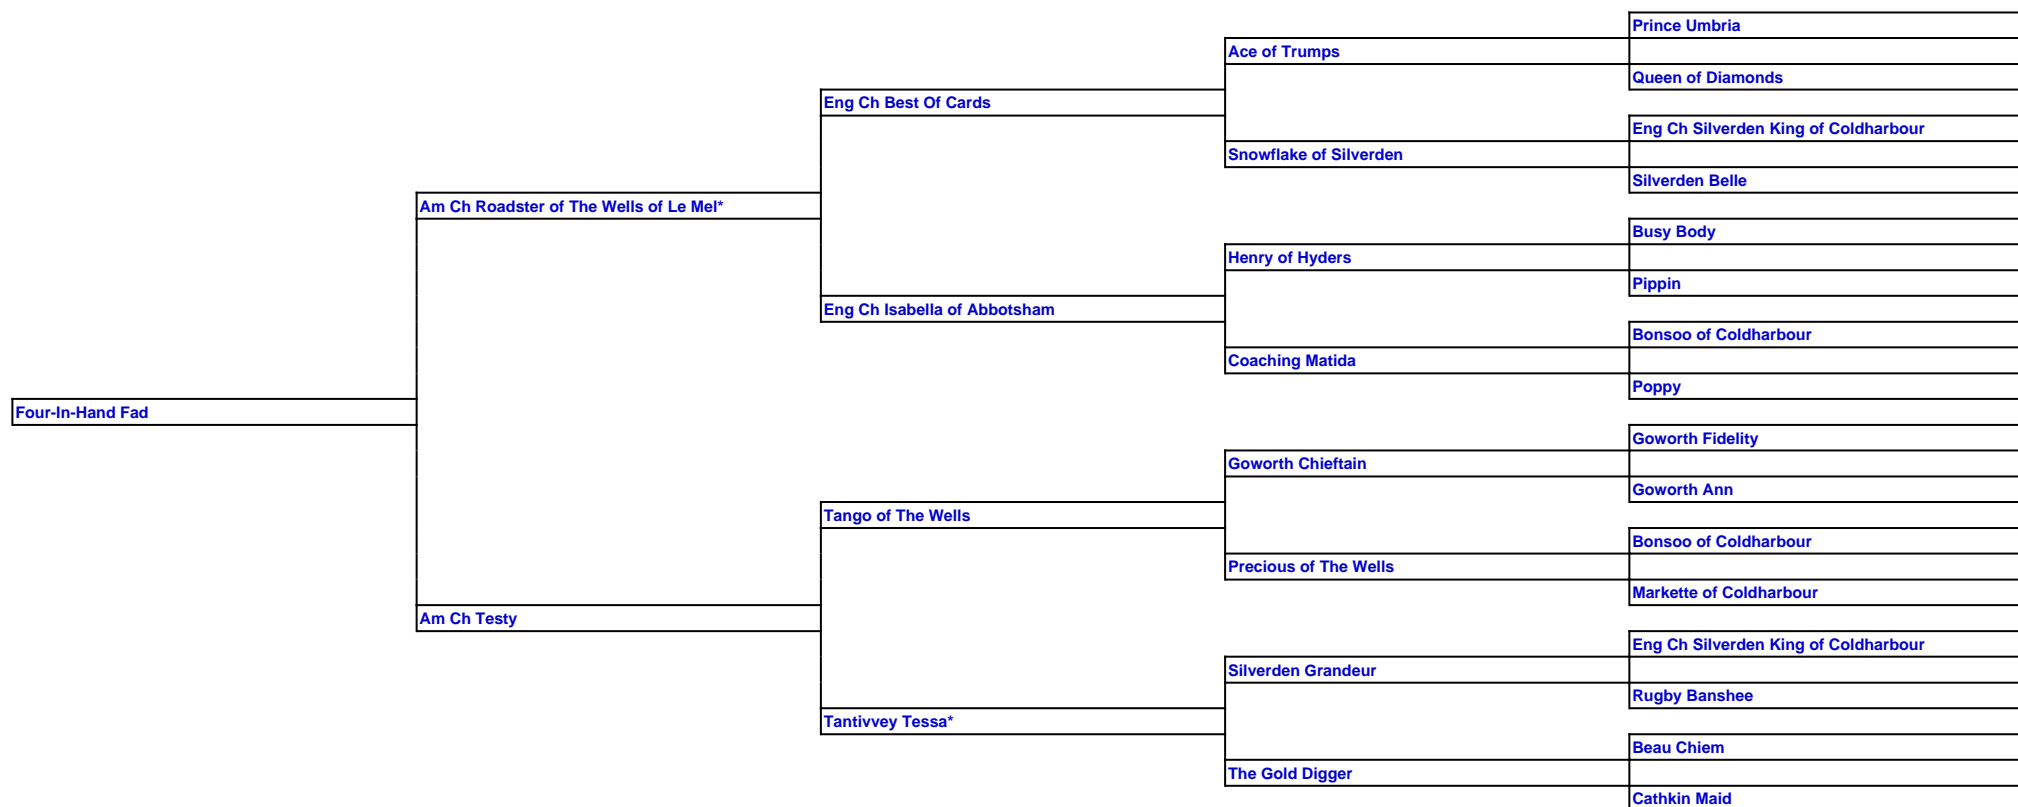 Prince Umbria
Ace of Trumps
Queen of Diamonds
Eng Ch Best Of Cards
Eng Ch Silverden King of Coldharbour
Snowflake of Silverden
Silverden Belle
Am Ch Roadster of The Wells of Le Mel*
Busy Body
Henry of Hyders
Pippin
Eng Ch Isabella of Abbotsham
Bonsoo of Coldharbour
Coaching Matida
Poppy
Four-In-Hand Fad
Goworth Fidelity
Goworth Chieftain
Goworth Ann
Tango of The Wells
Bonsoo of Coldharbour
Precious of The Wells
Markette of Coldharbour
Am Ch Testy
Eng Ch Silverden King of Coldharbour
Silverden Grandeur
Rugby Banshee
Tantivvey Tessa*
Beau Chiem
The Gold Digger
Cathkin Maid